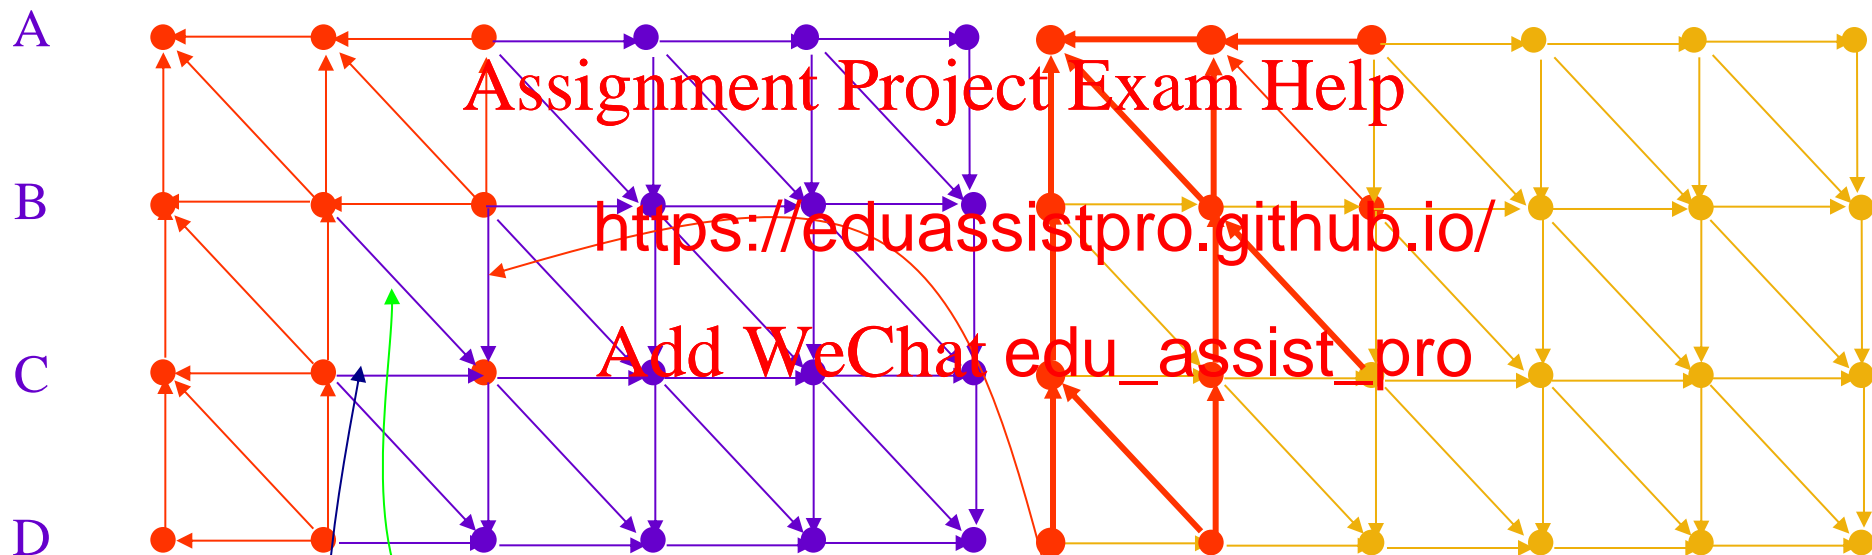 A
Assignment Project Exam Help
B
https://eduassistpro.github.io/
Add WeChat edu_assist_pro
C
D